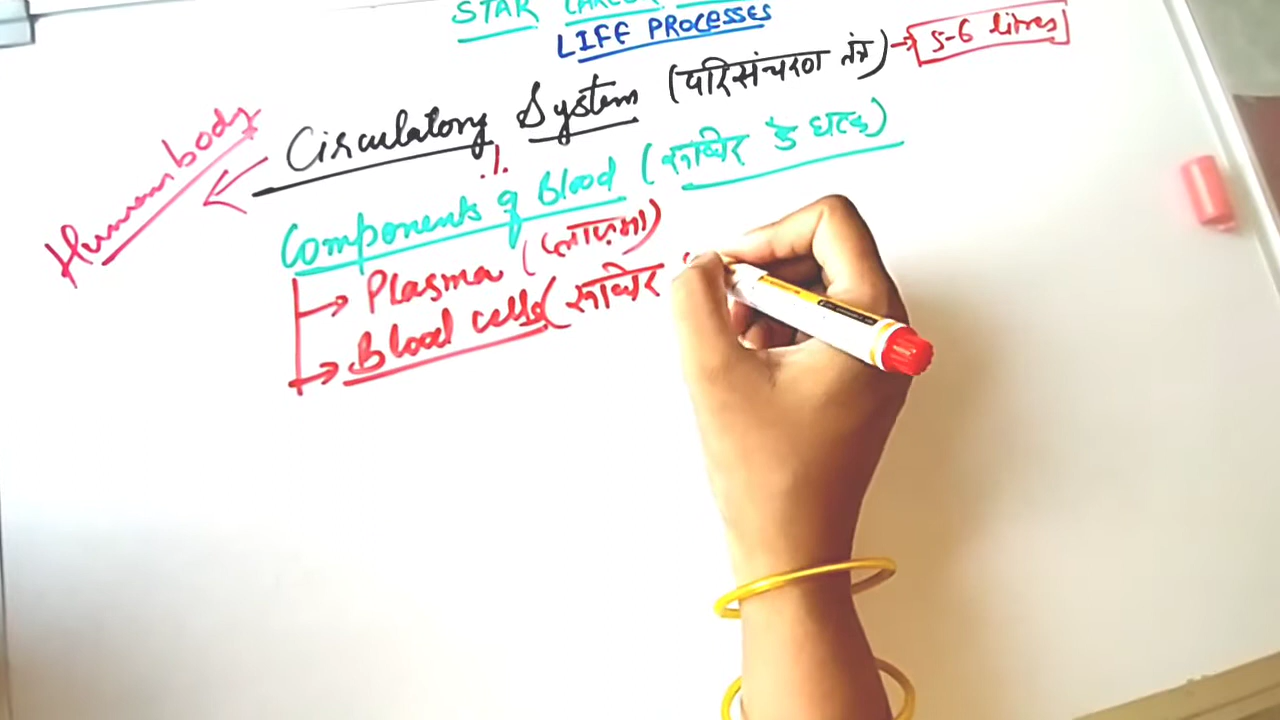 STAR CAREER
LIFE PROCESSES
Circulatory System (परिसंचरण तंत्र) → 5-6 litres
Human body
Components of Blood (रूधिर के घटक)
Plasma (प्लाज़मा)
Blood cells (रूधिर